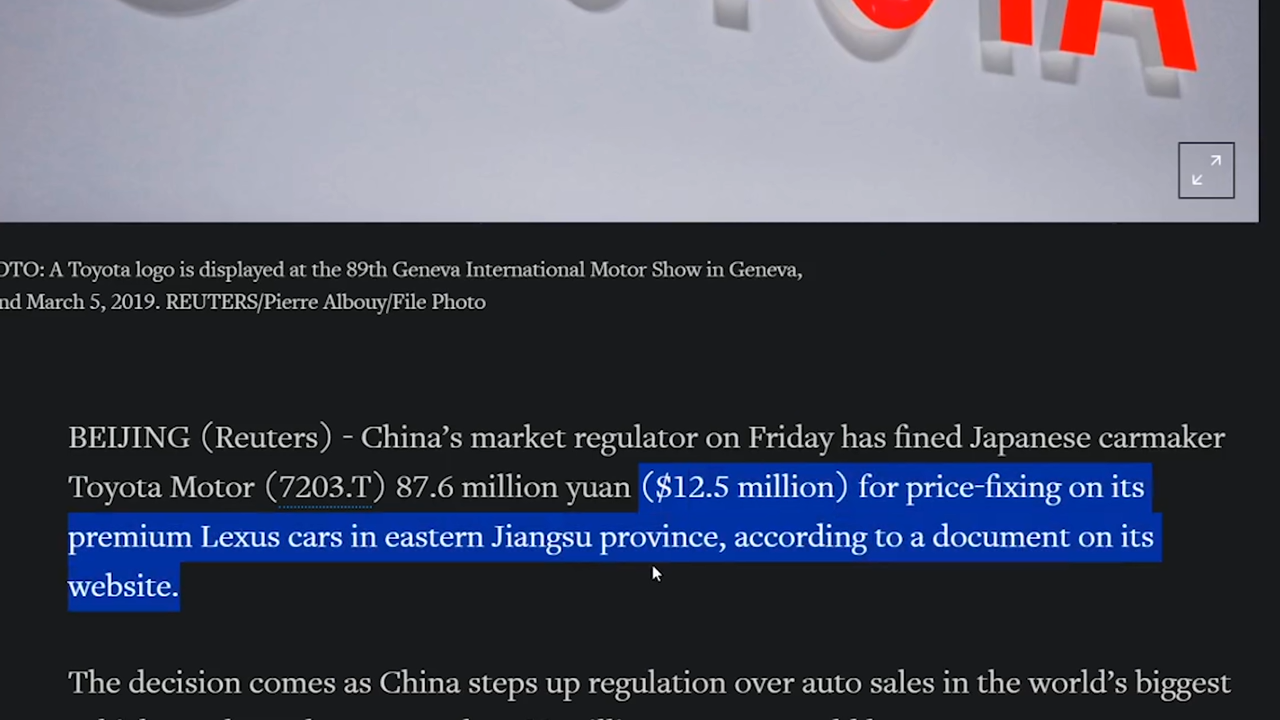 OTA
OTO: A Toyota logo is displayed at the 89th Geneva International Motor Show in Geneva,
nd March 5, 2019. REUTERS/Pierre Albouy/File Photo
BEIJING (Reuters) - China’s market regulator on Friday has fined Japanese carmaker
Toyota Motor (7203.T) 87.6 million yuan ($12.5 million) for price-fixing on its
premium Lexus cars in eastern Jiangsu province, according to a document on its
website.
The decision comes as China steps up regulation over auto sales in the world’s biggest